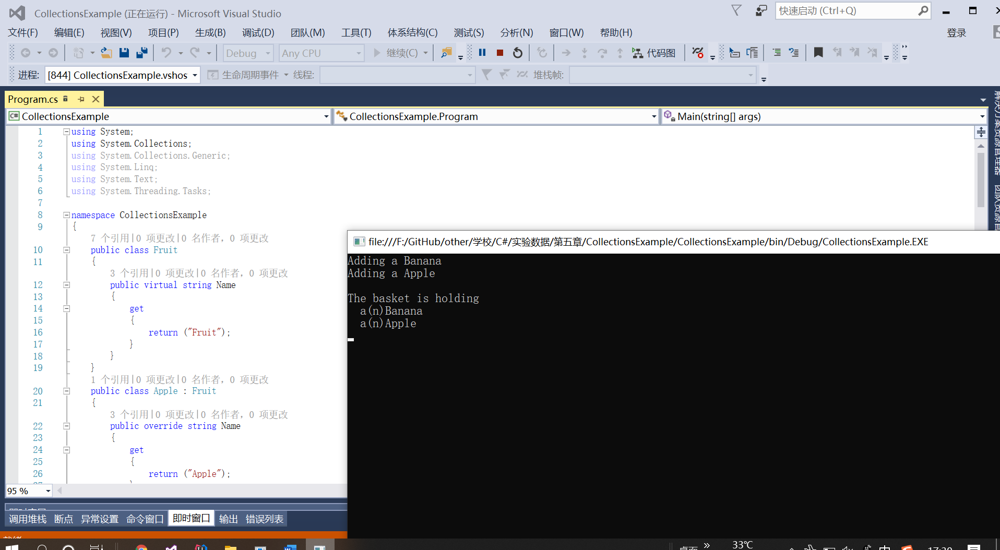 CollectionsExample (正在运行) - Microsoft Visual Studio
快速启动 (Ctrl+Q)
文件(F) 编辑(E) 视图(V) 项目(P) 生成(B) 调试(D) 团队(M) 工具(T) 体系结构(C) 测试(S) 分析(N) 窗口(W) 帮助(H) 登录
Debug Any CPU 继续(C) 代码图
进程: [844] CollectionsExample.vshos 生命周期事件 线程: 堆栈帧:
Program.cs
CollectionsExample CollectionsExample.Program Main(string[] args)
1 using System;
2 using System.Collections;
3 using System.Collections.Generic;
4 using System.Linq;
5 using System.Text;
6 using System.Threading.Tasks;
7
8 namespace CollectionsExample
9 {
7 个引用|0 项更改|0 名作者, 0 项更改
10 public class Fruit
11 {
3 个引用|0 项更改|0 名作者, 0 项更改
12 public virtual string Name
13 {
14 get
15 {
16 return ("Fruit");
17 }
18 }
19 }
1 个引用|0 项更改|0 名作者, 0 项更改
20 public class Apple : Fruit
21 {
3 个引用|0 项更改|0 名作者, 0 项更改
22 public override string Name
23 {
24 get
25 {
26 return ("Apple");
95 %
调用堆栈 断点 异常设置 命令窗口 即时窗口 输出 错误列表
file:///F:/GitHub/other/学校/C#/实验数据/第五章/CollectionsExample/CollectionsExample/bin/Debug/CollectionsExample.EXE
Adding a Banana
Adding a Apple
The basket is holding
a(n)Banana
a(n)Apple
解决方案资源管理器
33℃